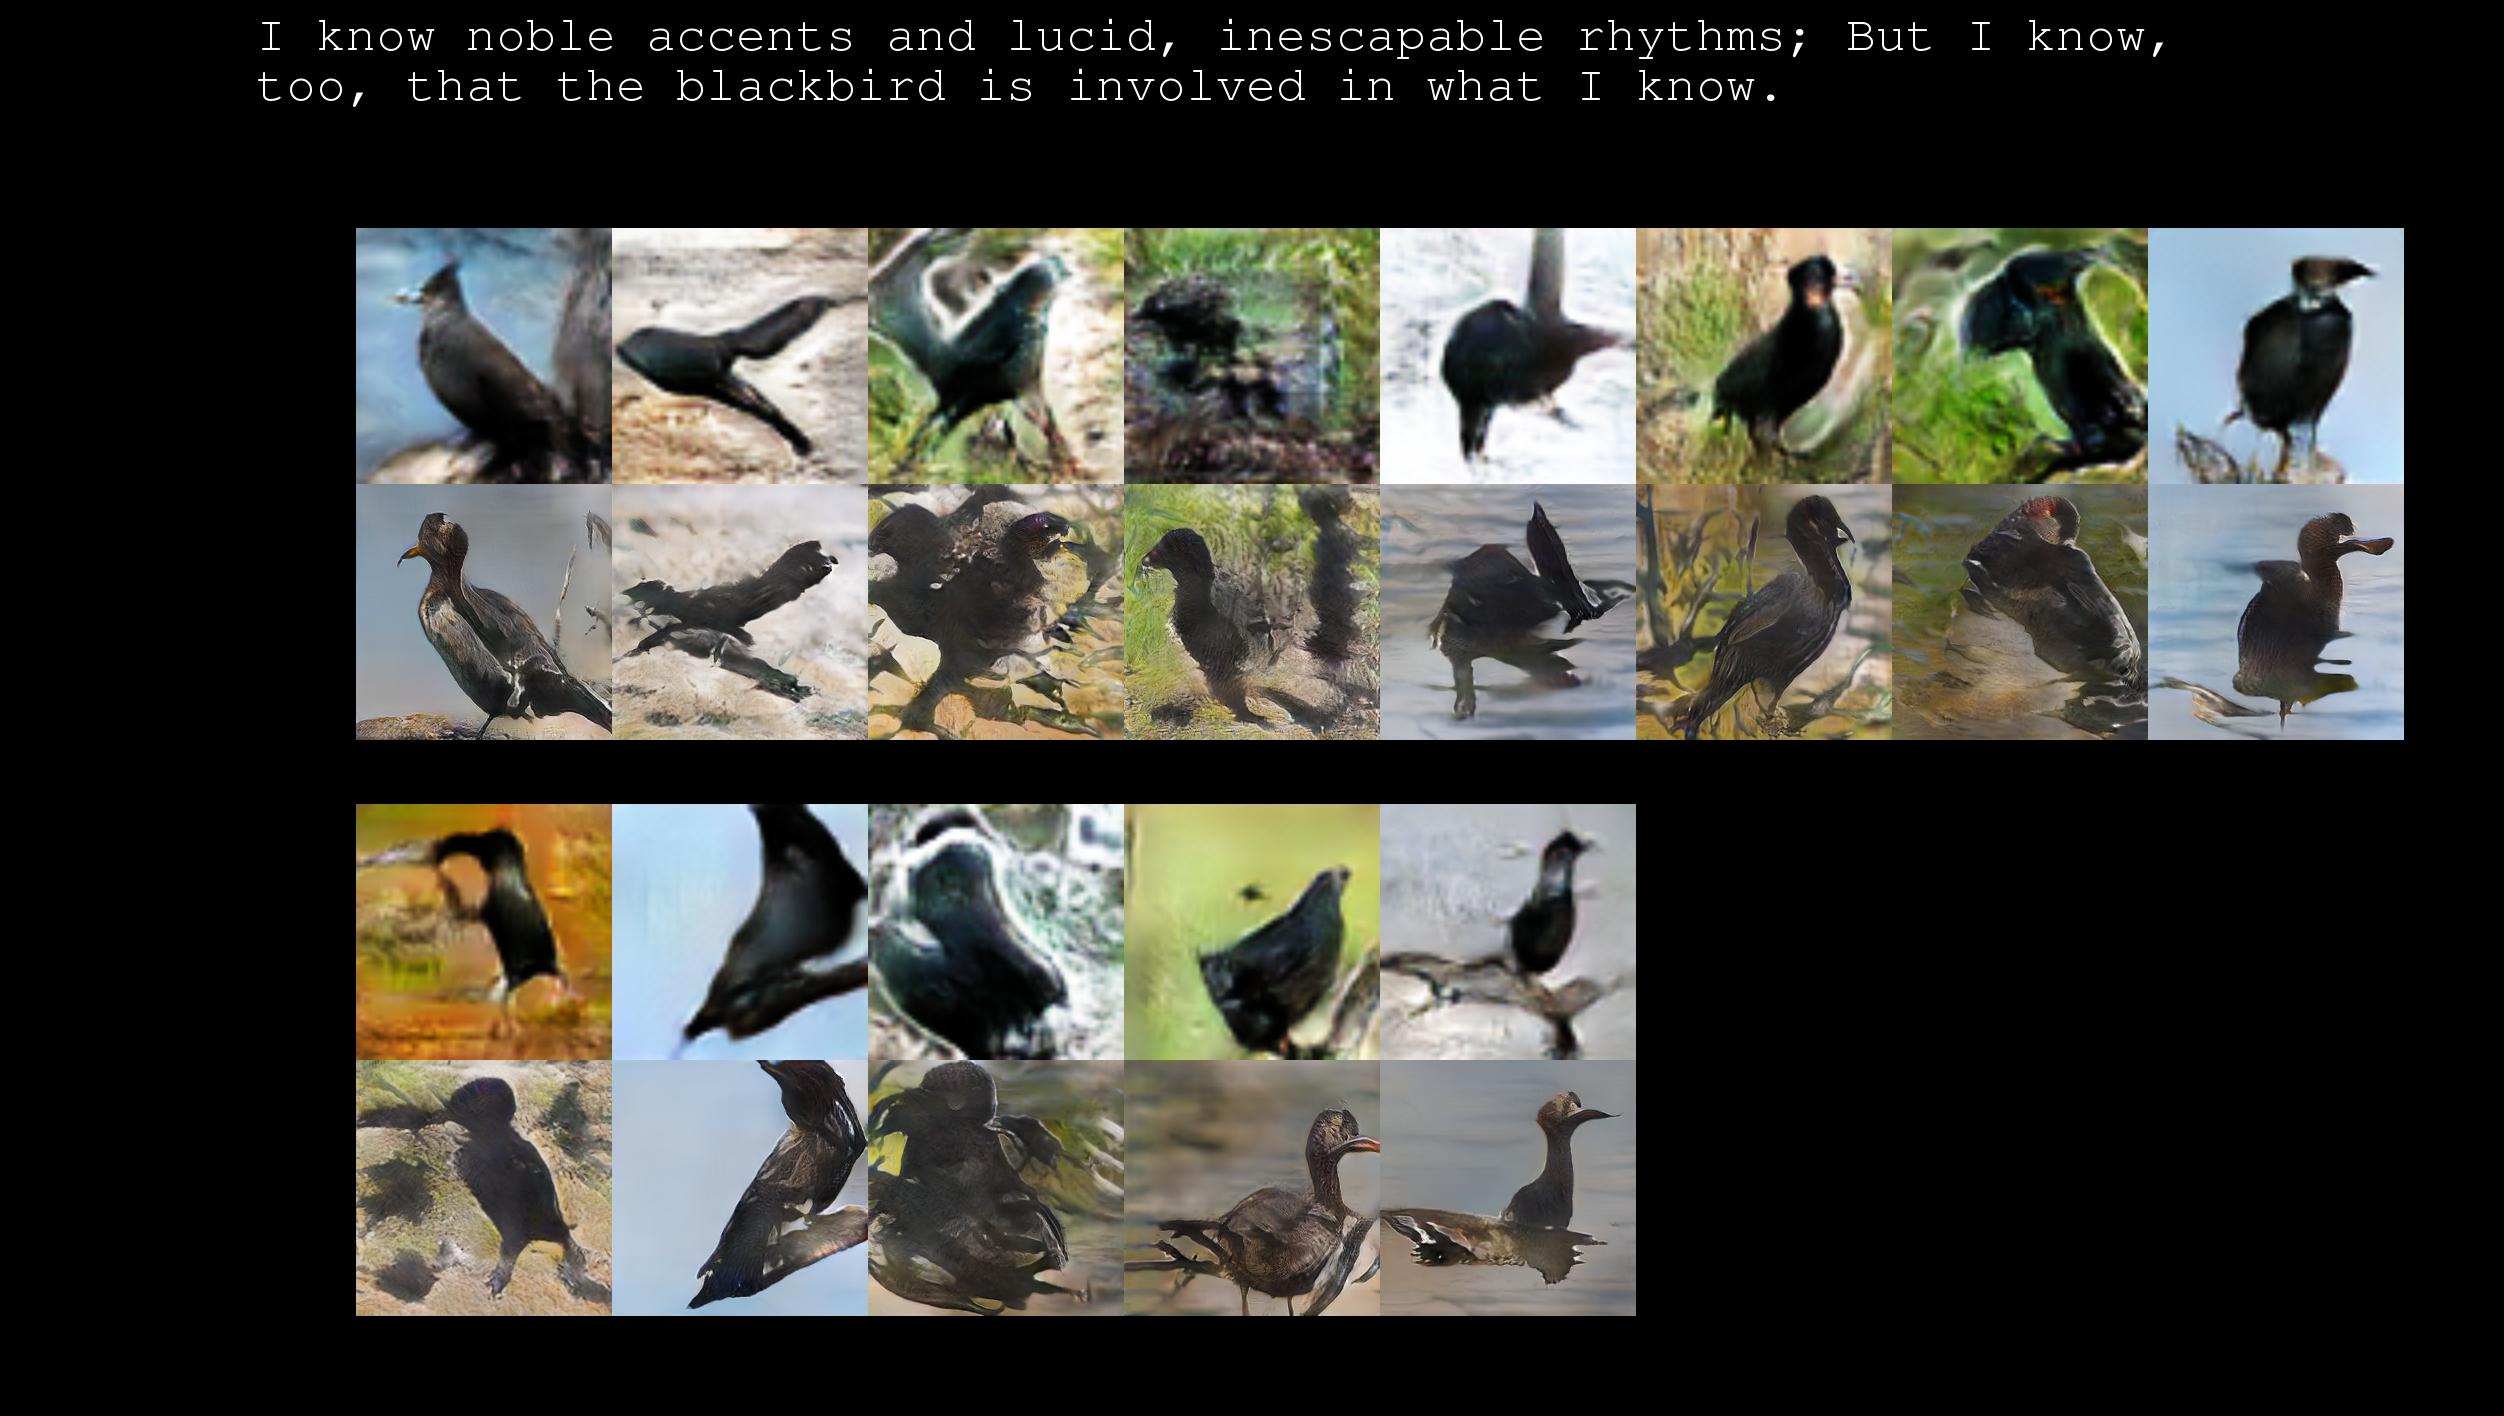 I know noble accents and lucid, inescapable rhythms; But I know,
too, that the blackbird is involved in what I know.